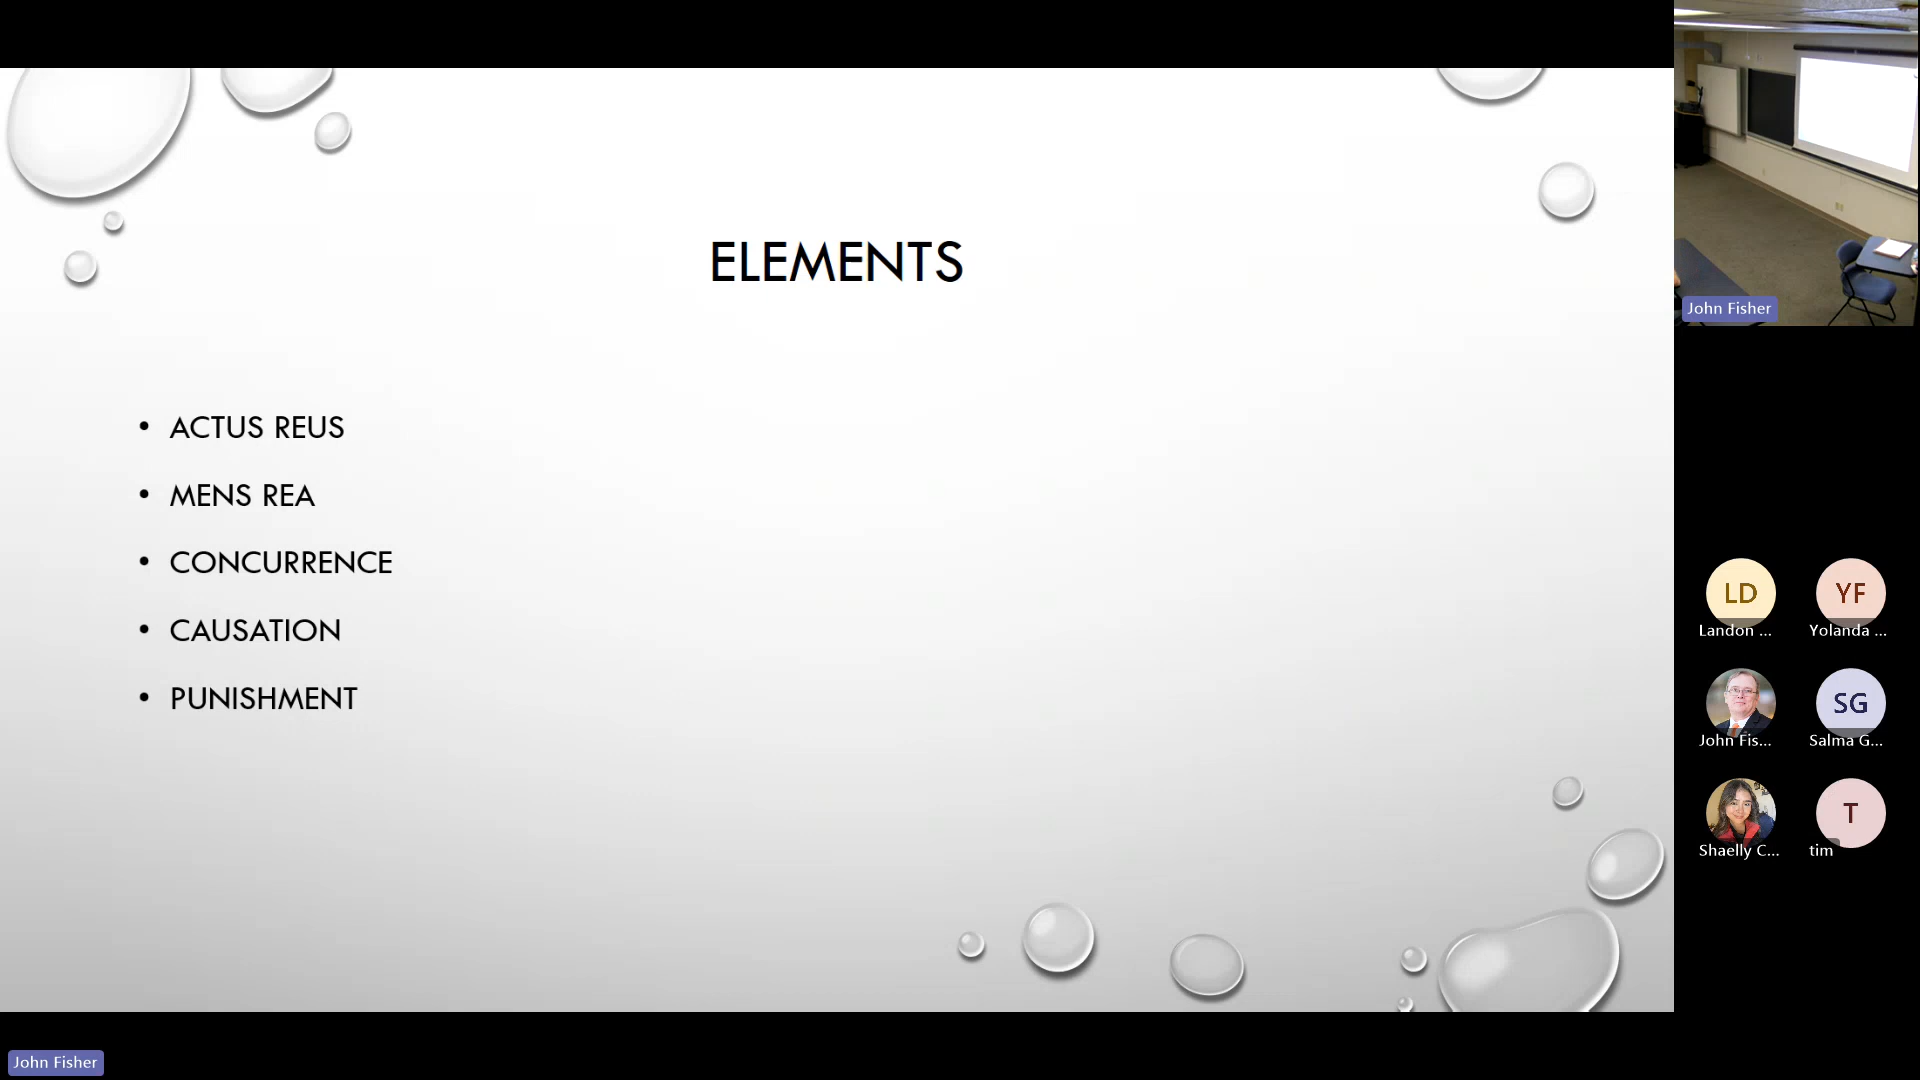 ELEMENTS
• ACTUS REUS
• MENS REA
• CONCURRENCE
• CAUSATION
• PUNISHMENT
John Fisher
John Fisher
LD
Landon ...
YF
Yolanda ...
John Fis...
SG
Salma G...
Shaelly C...
T
tim